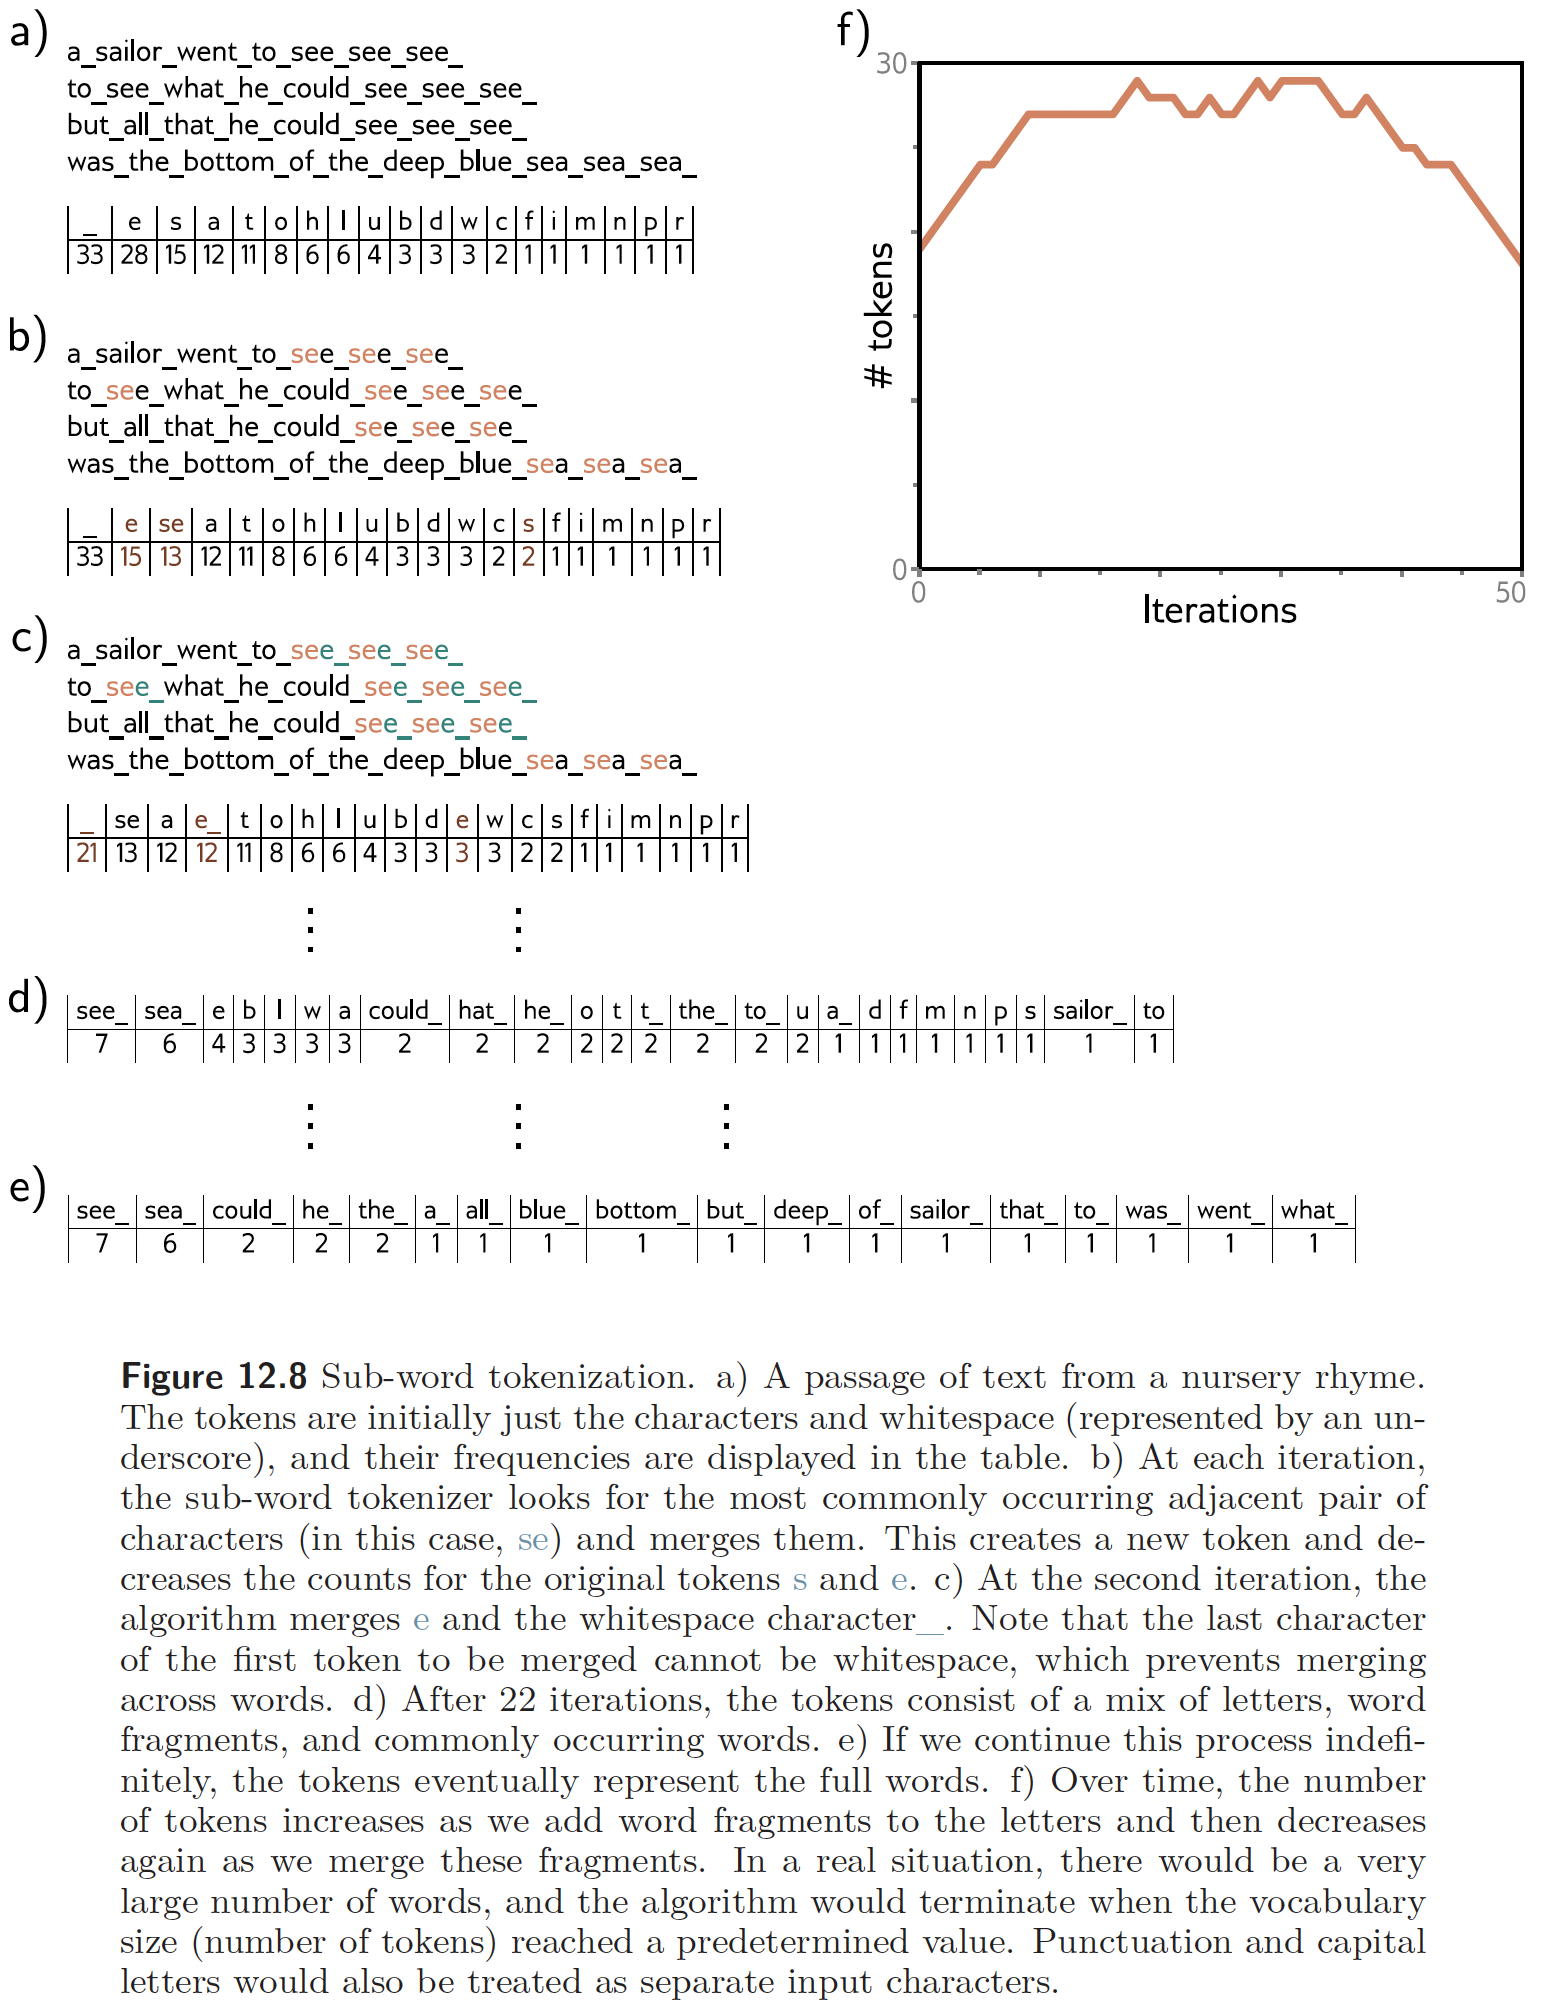 a)
a_sailor_went_to_see_see_see_
to_see_what_he_could_see_see_see_
but_all_that_he_could_see_see_see_
was_the_bottom_of_the_deep_blue_sea_sea_sea_
_ e s a t o h l u b d w c f i m n p r
33 28 15 12 11 8 6 6 4 3 3 3 2 1 1 1 1 1 1
b)
a_sailor_went_to_see_see_see_
to_see_what_he_could_see_see_see_
but_all_that_he_could_see_see_see_
was_the_bottom_of_the_deep_blue_sea_sea_sea_
_ e se a t o h l u b d w c s f i m n p r
33 15 13 12 11 8 6 6 4 3 3 3 2 2 1 1 1 1 1 1
c)
a_sailor_went_to_see_see_see_
to_see_what_he_could_see_see_see_
but_all_that_he_could_see_see_see_
was_the_bottom_of_the_deep_blue_sea_sea_sea_
_ se a e_ t o h l u b d e w c s f i m n p r
21 13 12 12 11 8 6 6 4 3 3 3 3 2 2 1 1 1 1 1 1
d)
see_ sea_ e b l w a could_ hat_ he_ o t t_ the_ to_ u a_ d f m n p s sailor_ to
7 6 4 3 3 3 3 2 2 2 2 2 2 2 2 2 1 1 1 1 1 1 1 1 1
e)
see_ sea_ could_ he_ the_ a_ all_ blue_ bottom_ but_ deep_ of_ sailor_ that_ to_ was_ went_ what_
7 6 2 2 2 1 1 1 1 1 1 1 1 1 1 1 1 1
f)
30
# tokens
0
0
50
Iterations
Figure 12.8 Sub-word tokenization. a) A passage of text from a nursery rhyme.
The tokens are initially just the characters and whitespace (represented by an un-
derscore), and their frequencies are displayed in the table. b) At each iteration,
the sub-word tokenizer looks for the most commonly occurring adjacent pair of
characters (in this case, se) and merges them. This creates a new token and de-
creases the counts for the original tokens s and e. c) At the second iteration, the
algorithm merges e and the whitespace character_. Note that the last character
of the first token to be merged cannot be whitespace, which prevents merging
across words. d) After 22 iterations, the tokens consist of a mix of letters, word
fragments, and commonly occurring words. e) If we continue this process indefi-
nitely, the tokens eventually represent the full words. f) Over time, the number
of tokens increases as we add word fragments to the letters and then decreases
again as we merge these fragments. In a real situation, there would be a very
large number of words, and the algorithm would terminate when the vocabulary
size (number of tokens) reached a predetermined value. Punctuation and capital
letters would also be treated as separate input characters.